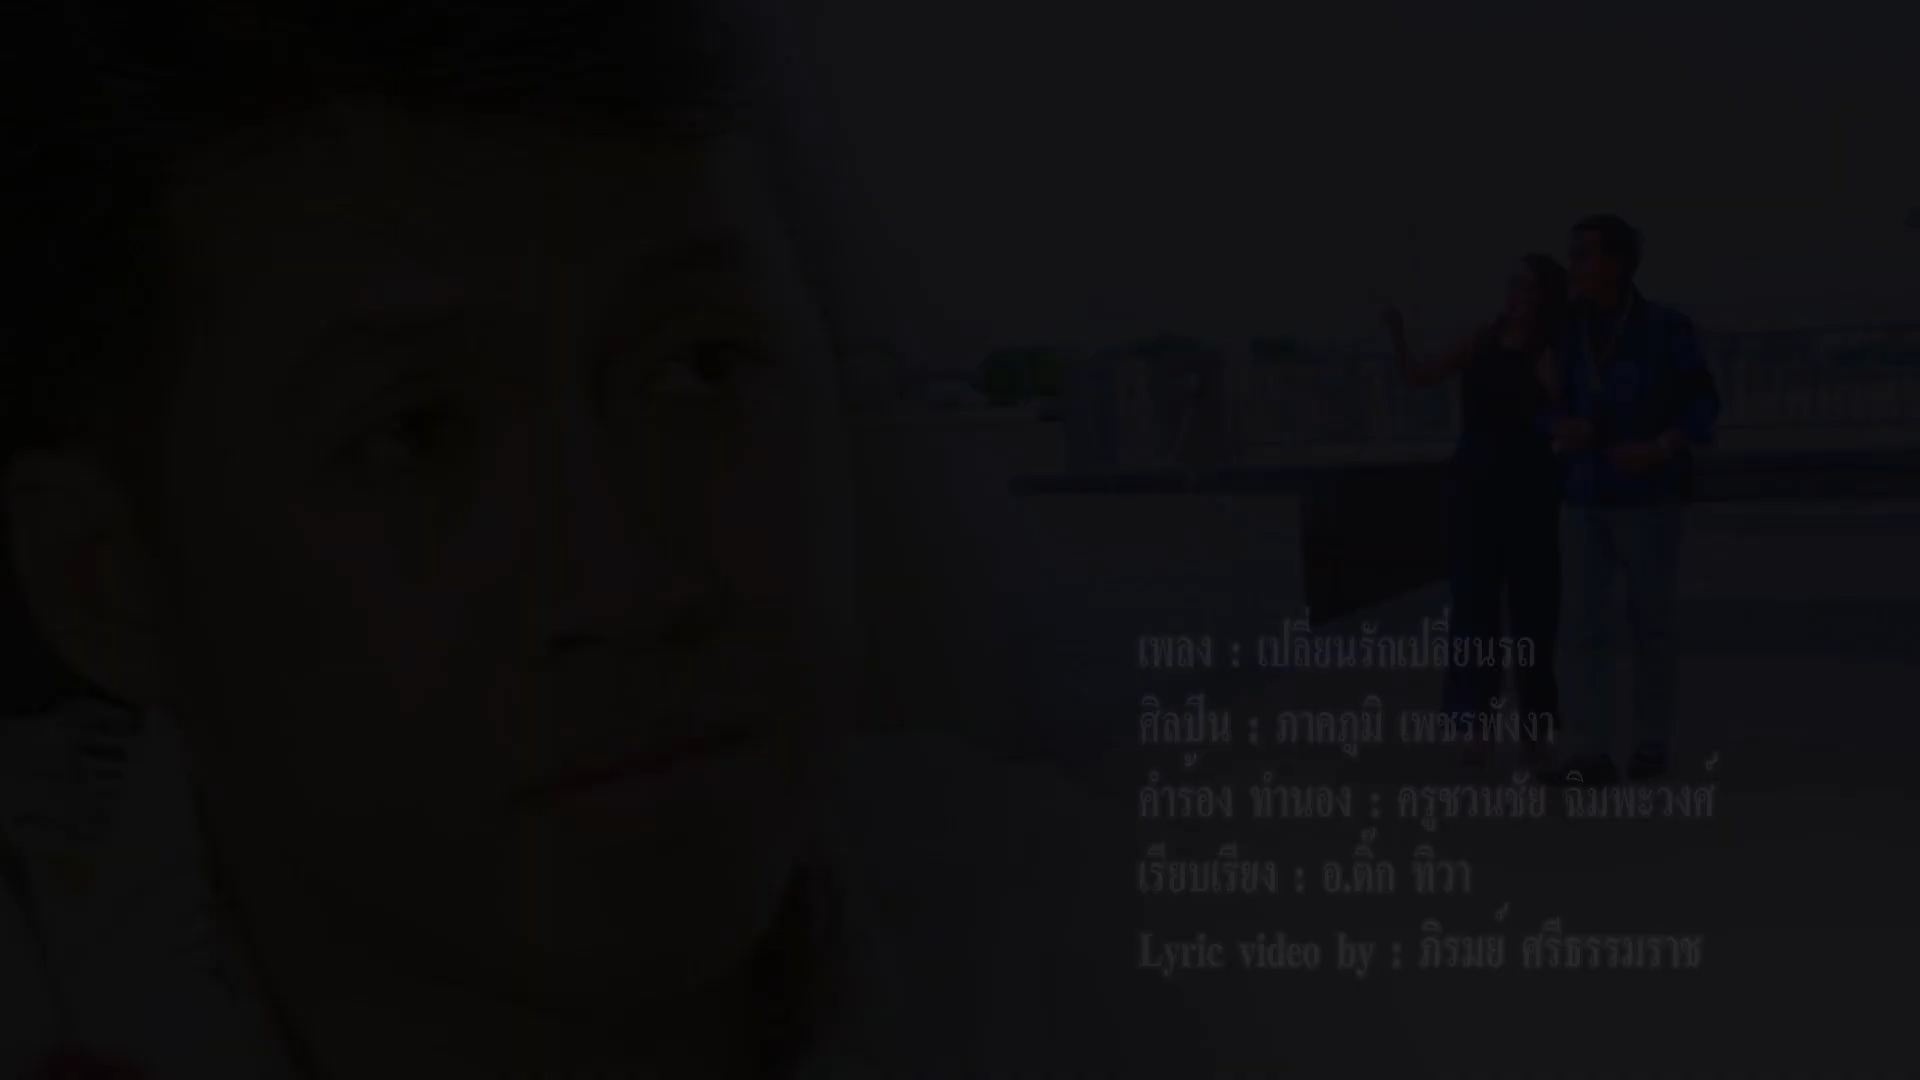 เพลง : เปลี่ยนรักเปลี่ยนรถ
ศิลปิน : ภาคภูมิ เพชรพังงา
คำร้อง ทำนอง : ครูชวนชัย ฉิมพะวงศ์
เรียบเรียง : อ.ติ๊ก ทิวา
Lyric video by : ภิรมย์ ศรีธรรมราช